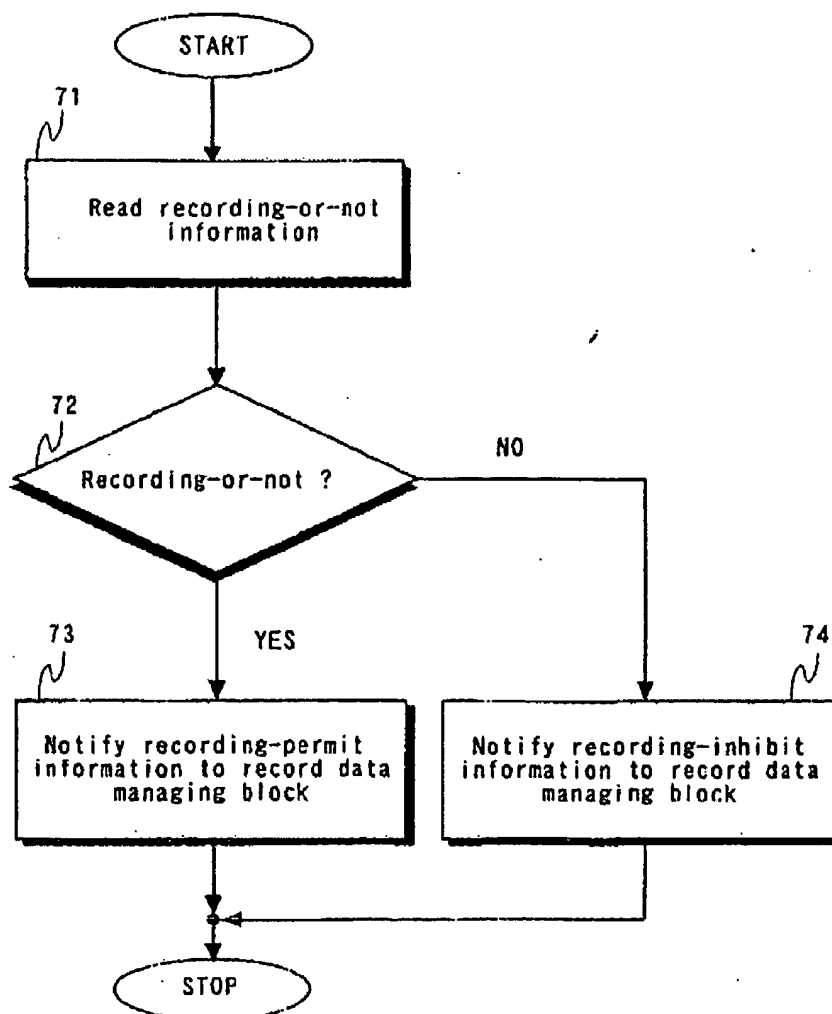 START
71
Read recording-or-not
information
72
Recording-or-not ?
NO
YES
73
Notify recording-permit
information to record data
managing block
74
Notify recording-inhibit
information to record data
managing block
STOP